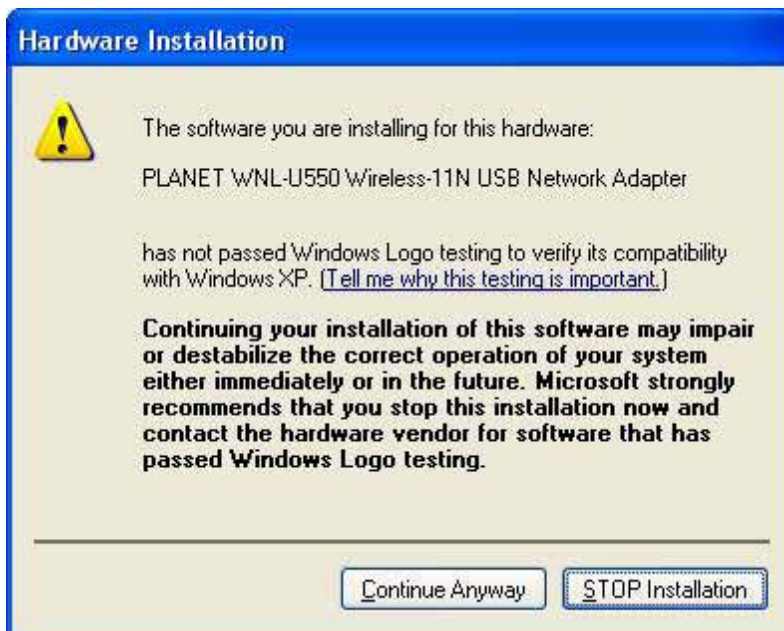 Hardware Installation
The software you are installing for this hardware:
PLANET WNL-U550 Wireless-11N USB Network Adapter
has not passed Windows Logo testing to verify its compatibility
with Windows XP. (Tell me why this testing is important.)
Continuing your installation of this software may impair
or destabilize the correct operation of your system
either immediately or in the future. Microsoft strongly
recommends that you stop this installation now and
contact the hardware vendor for software that has
passed Windows Logo testing.
Continue Anyway
STOP Installation